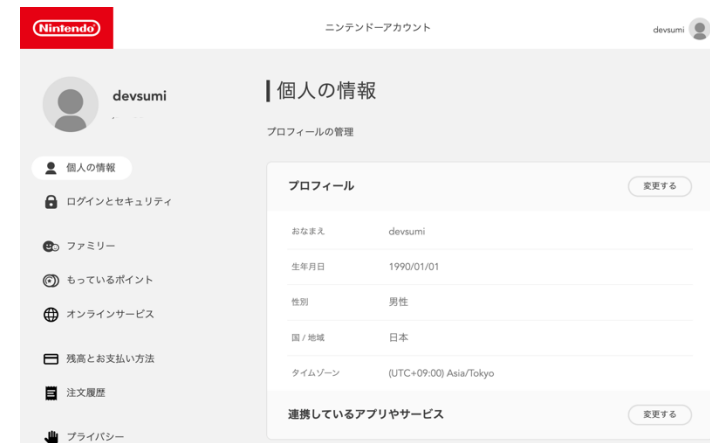 Nintendo
ニンテンドーアカウント
devsumi
devsumi
個人の情報
ログインとセキュリティ
ファミリー
もっているポイント
オンラインサービス
残高とお支払い方法
注文履歴
プライバシー
個人の情報
プロフィールの管理
プロフィール
変更する
おなまえ devsumi
生年月日 1990/01/01
性別 男性
国 / 地域 日本
タイムゾーン (UTC+09:00) Asia/Tokyo
連携しているアプリやサービス
変更する